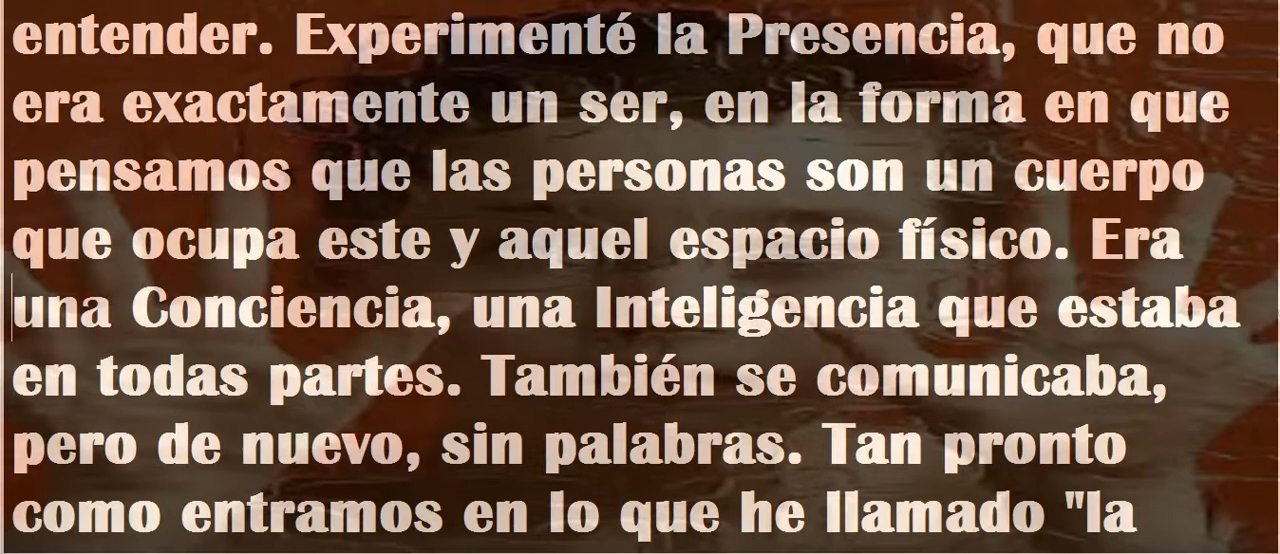 entender. Experimenté la Presencia, que no
era exactamente un ser, en la forma en que
pensamos que las personas son un cuerpo
que ocupa este y aquel espacio físico. Era
una Conciencia, una Inteligencia que estaba
en todas partes. También se comunicaba,
pero de nuevo, sin palabras. Tan pronto
como entramos en lo que he llamado "la